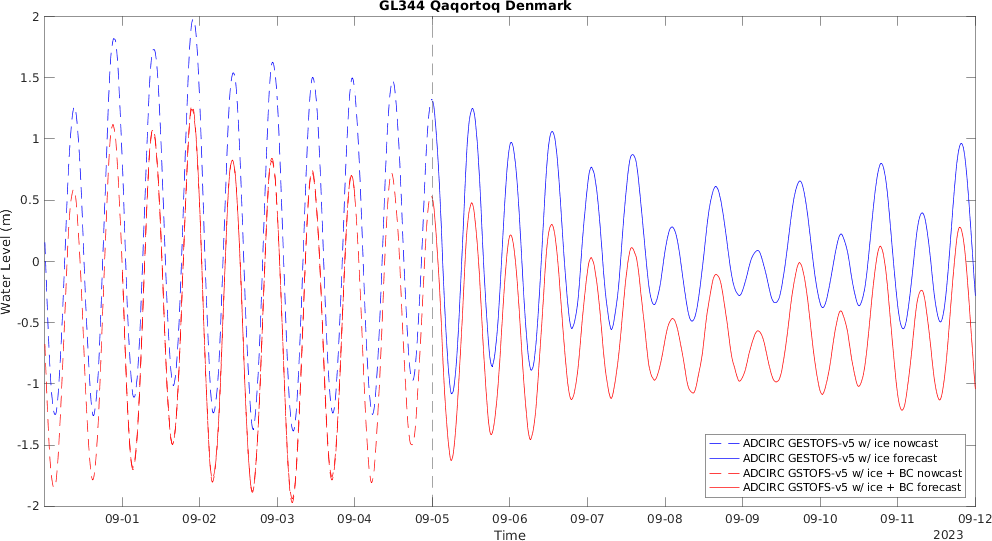 GL344 Qaqortoq Denmark
2
1.5
1
0.5
0
-0.5
-1
-1.5
-2
Water Level (m)
ADCIRC GESTOFS-v5 w/ ice nowcast
ADCIRC GESTOFS-v5 w/ ice forecast
ADCIRC GSTOFS-v5 w/ ice + BC nowcast
ADCIRC GSTOFS-v5 w/ ice + BC forecast
09-01 09-02 09-03 09-04 09-05 09-06 09-07 09-08 09-09 09-10 09-11 09-12
Time
2023